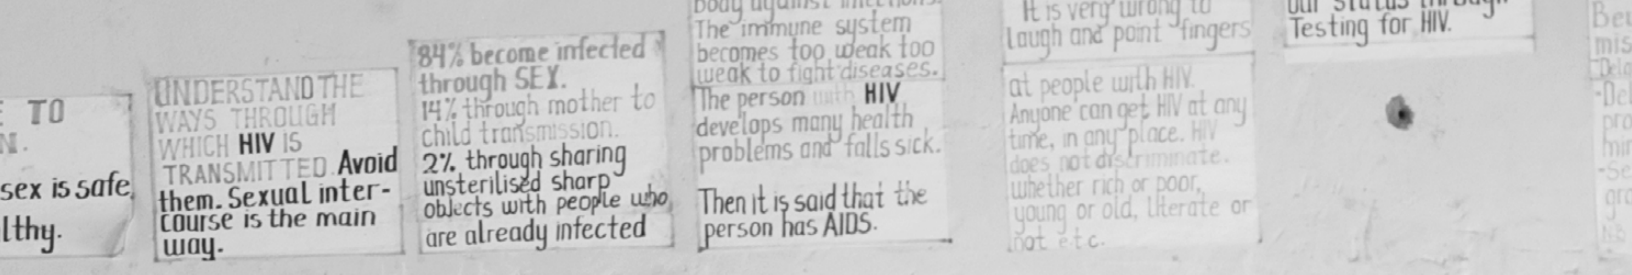 TO
sex is safe,
lthy.
UNDERSTAND THE
WAYS THROUGH
WHICH HIV IS
TRANSMITTED. Avoid
them. Sexual inter-
course is the main
way.
84% become infected
through SEX.
14% through mother to
child transmission.
2% through sharing
unsterilised sharp
objects with people who
are already infected
body against
The immune system
becomes too weak too
weak to fight diseases.
The person with HIV
develops many health
problems and falls sick.
Then it is said that the
person has AIDS.
It is very wrong to
laugh and point fingers
at people with HIV.
Anyone can get HIV at any
time, in any place. HIV
does not discriminate.
whether rich or poor,
young or old, literate or
not etc.
Testing for HIV.